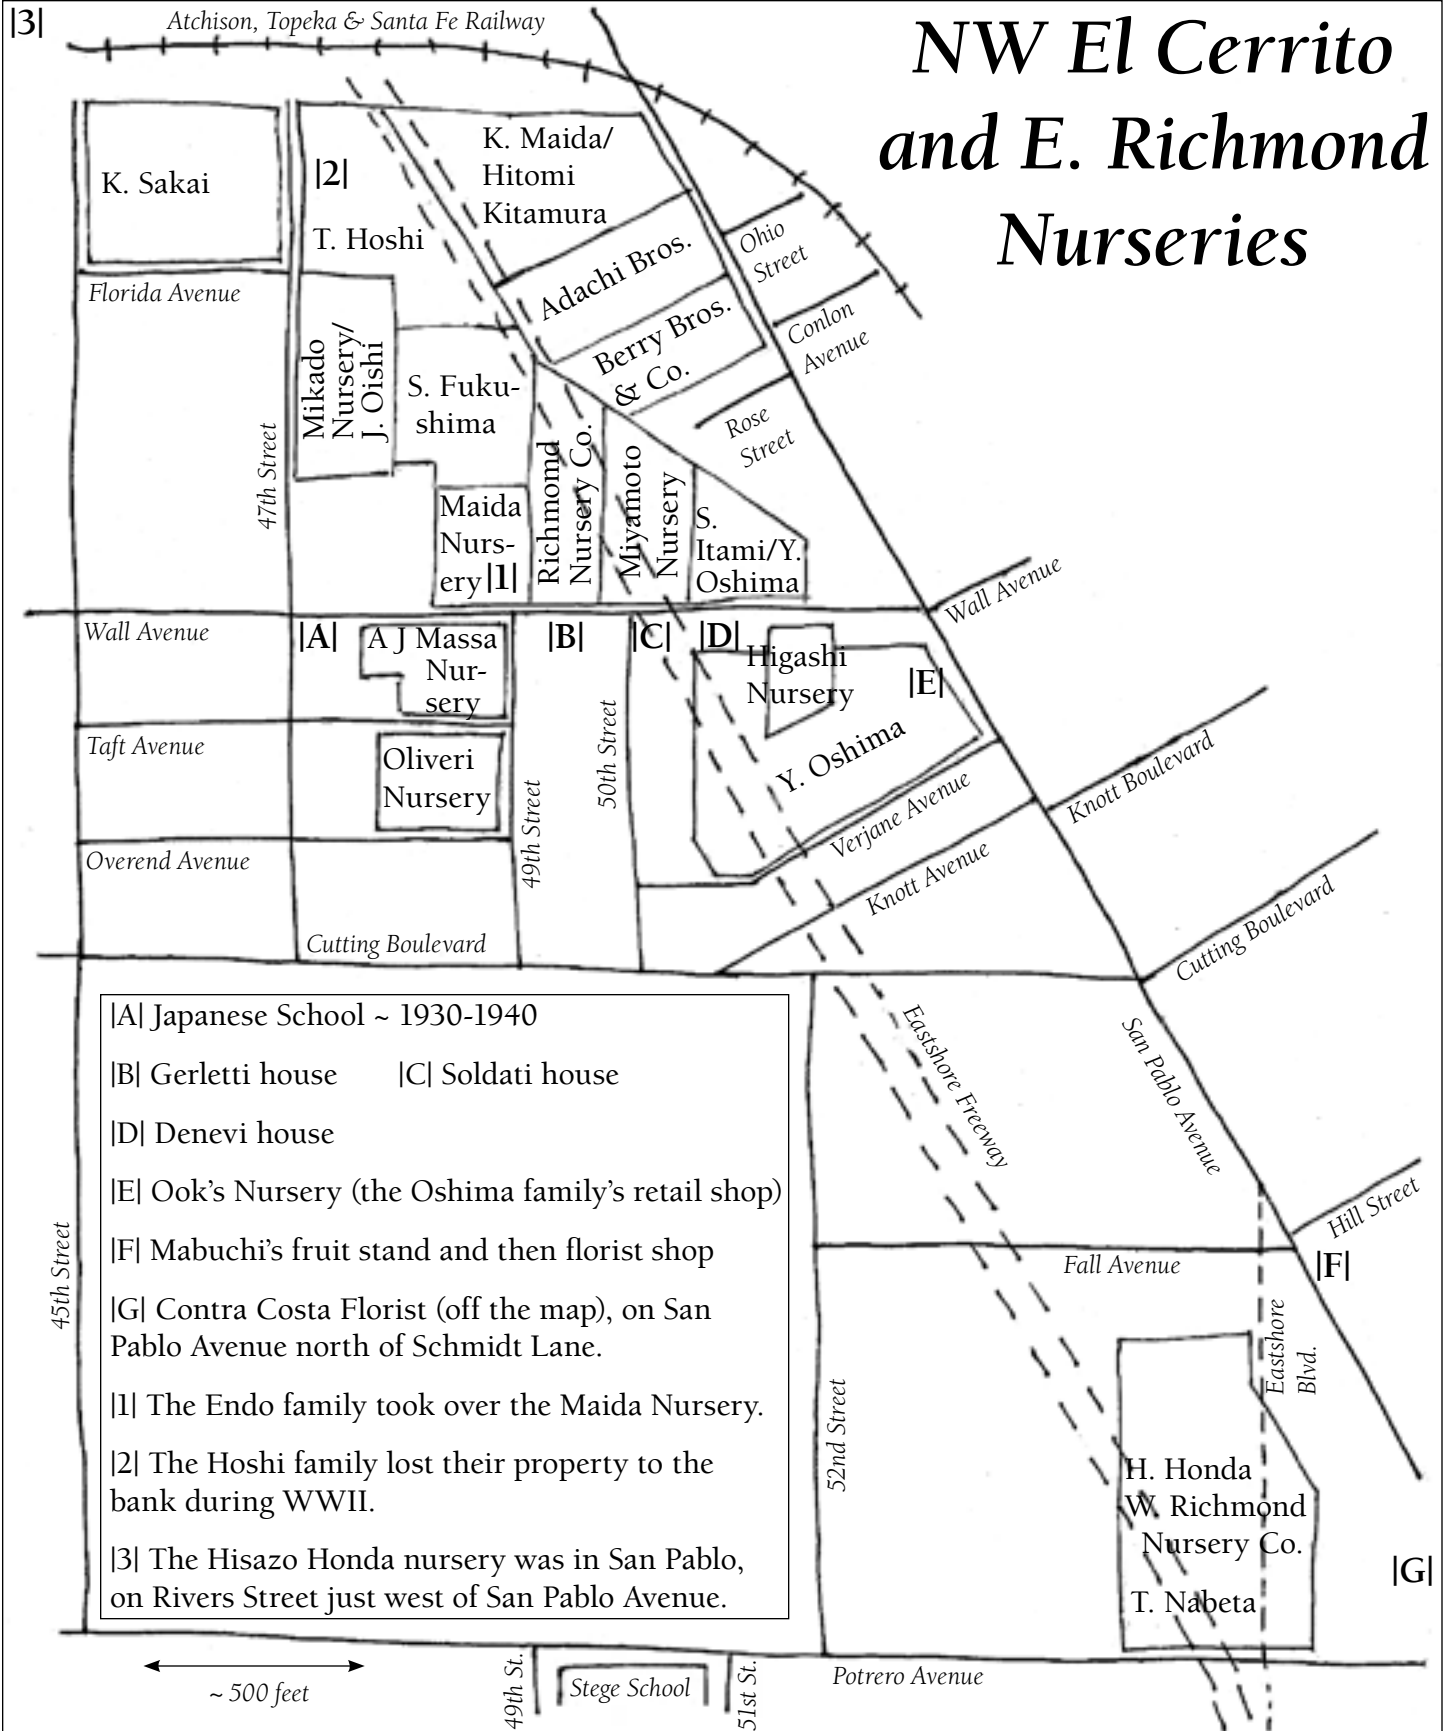 |3|
Atchison, Topeka & Santa Fe Railway
NW El Cerrito
and E. Richmond
Nurseries
K. Sakai
|2|
T. Hoshi
K. Maida/
Hitomi
Kitamura
Adachi Bros.
Berry Bros.
& Co.
Ohio
Street
Conlon
Avenue
Rose
Street
Florida Avenue
47th Street
Mikado
Nursery/
J. Oishi
S. Fuku-
shima
Maida
Nurs-
ery |1|
Richmomd
Nursery Co.
Miyamoto
Nursery
S.
Itami/Y.
Oshima
Wall Avenue
Wall Avenue
|A|
A J Massa
Nur-
sery
|B|
|C|
|D|
Higashi
Nursery
|E|
Y. Oshima
Taft Avenue
Oliveri
Nursery
49th Street
50th Street
Verjane Avenue
Knott Avenue
Knott Boulevard
Overend Avenue
Cutting Boulevard
Cutting Boulevard
|A| Japanese School ~ 1930-1940
|B| Gerletti house |C| Soldati house
|D| Denevi house
|E| Ook's Nursery (the Oshima family's retail shop)
|F| Mabuchi's fruit stand and then florist shop
|G| Contra Costa Florist (off the map), on San
Pablo Avenue north of Schmidt Lane.
|1| The Endo family took over the Maida Nursery.
|2| The Hoshi family lost their property to the
bank during WWII.
|3| The Hisazo Honda nursery was in San Pablo,
on Rivers Street just west of San Pablo Avenue.
45th Street
Eastshore Freeway
San Pablo Avenue
Hill Street
Fall Avenue
|F|
Eastshore
Blvd.
52nd Street
H. Honda
W. Richmond
Nursery Co.
T. Nabeta
|G|
~ 500 feet
49th St.
Stege School
51st St.
Potrero Avenue